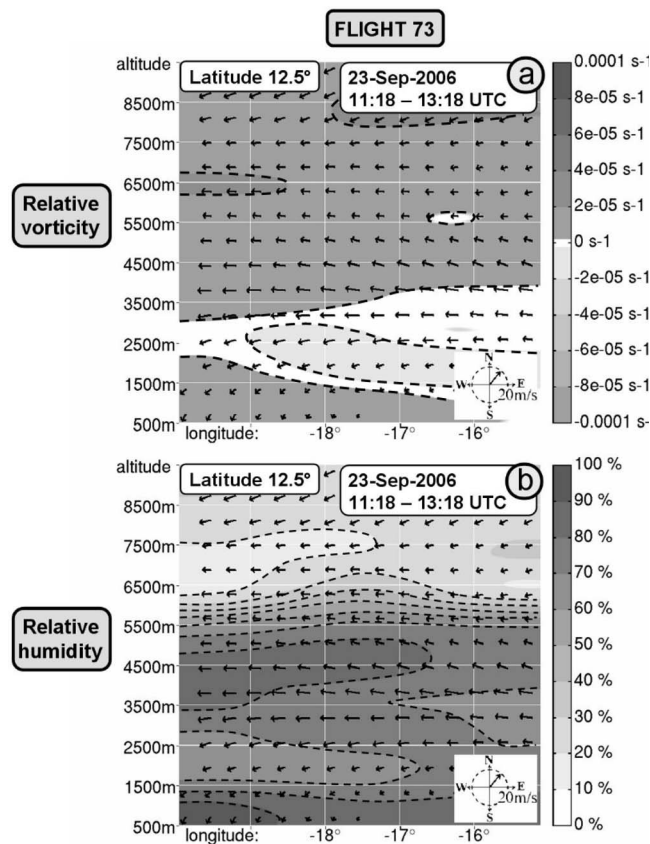 FLIGHT 73
altitude
Latitude 12.5°
23-Sep-2006
11:18 – 13:18 UTC
a
8500m
7500m
6500m
5500m
4500m
3500m
2500m
1500m
500m
longitude:
-18°
-17°
-16°
N
W
E
S
20m/s
0.0001 s-1
8e-05 s-1
6e-05 s-1
4e-05 s-1
2e-05 s-1
0 s-1
-2e-05 s-1
-4e-05 s-1
-6e-05 s-1
8e-05 s-1
-0.0001 s-1
Relative
vorticity
altitude
Latitude 12.5°
23-Sep-2006
11:18 – 13:18 UTC
b
8500m
7500m
6500m
5500m
4500m
3500m
2500m
1500m
500m
longitude:
-18°
-17°
-16°
N
W
E
S
20m/s
100 %
90 %
80 %
70 %
60 %
50 %
40 %
30 %
20 %
10 %
0 %
Relative
humidity